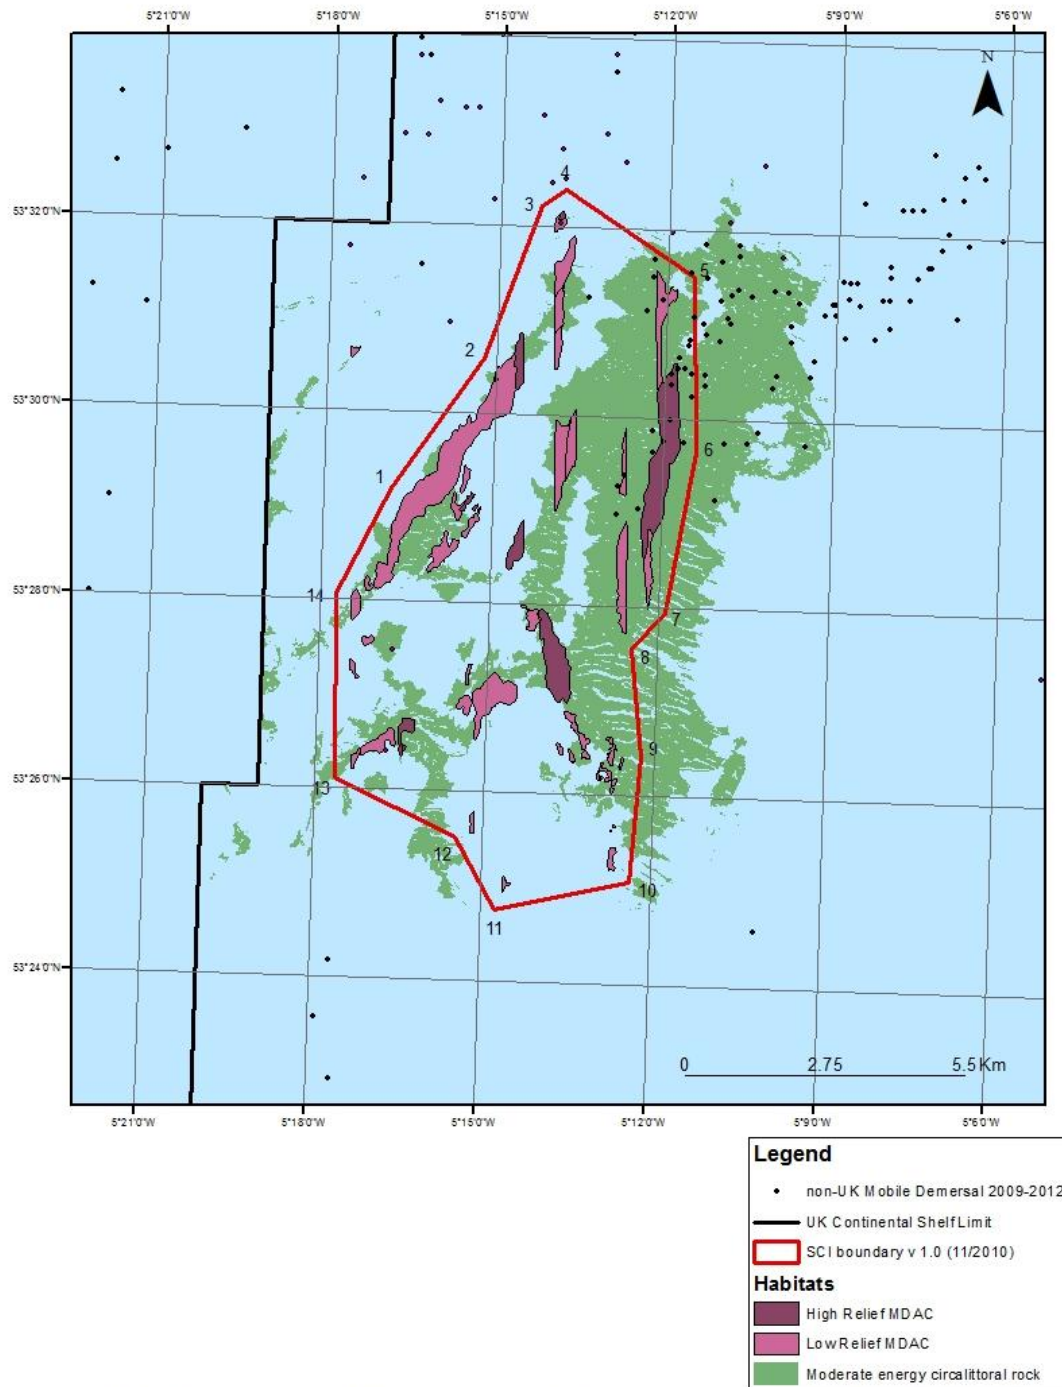 5°21'0"W 5°18'0"W 5°15'0"W 5°12'0"W 5°9'0"W 5°6'0"W
N
4
3
53°32'0"N
5
2
53°30'0"N
6
1
53°28'0"N
14
7
8
9
53°26'0"N
13
12
10
11
53°24'0"N
0 2.75 5.5 Km
5°21'0"W 5°18'0"W 5°15'0"W 5°12'0"W 5°9'0"W 5°6'0"W
Legend
non-UK Mobile Demersal 2009-2012
UK Continental Shelf Limit
SCI boundary v 1.0 (11/2010)
Habitats
High Relief MDAC
Low Relief MDAC
Moderate energy circalittoral rock